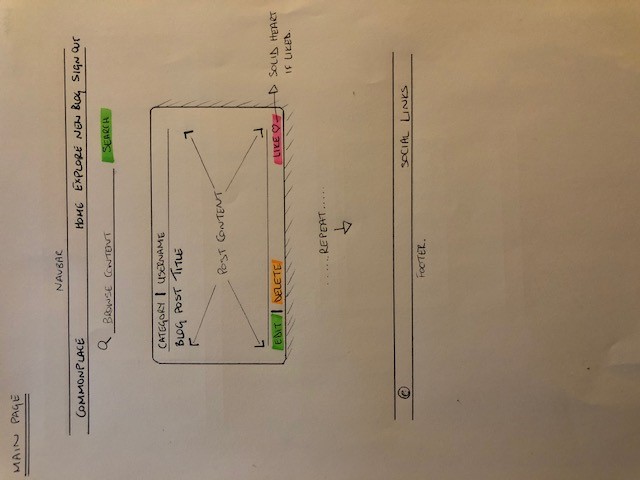 MAIN PAGE
NAVBAR
COMMONPLACE HOME EXPLORE NEW BLOG SIGN OUT
BROWSE CONTENT SEARCH
CATEGORY | USERNAME
BLOG POST TITLE
POST CONTENT
EDIT | DELETE LIKE ♡ → SOLID HEART
IF LIKED.
......REPEAT.....
© SOCIAL LINKS
FOOTER.